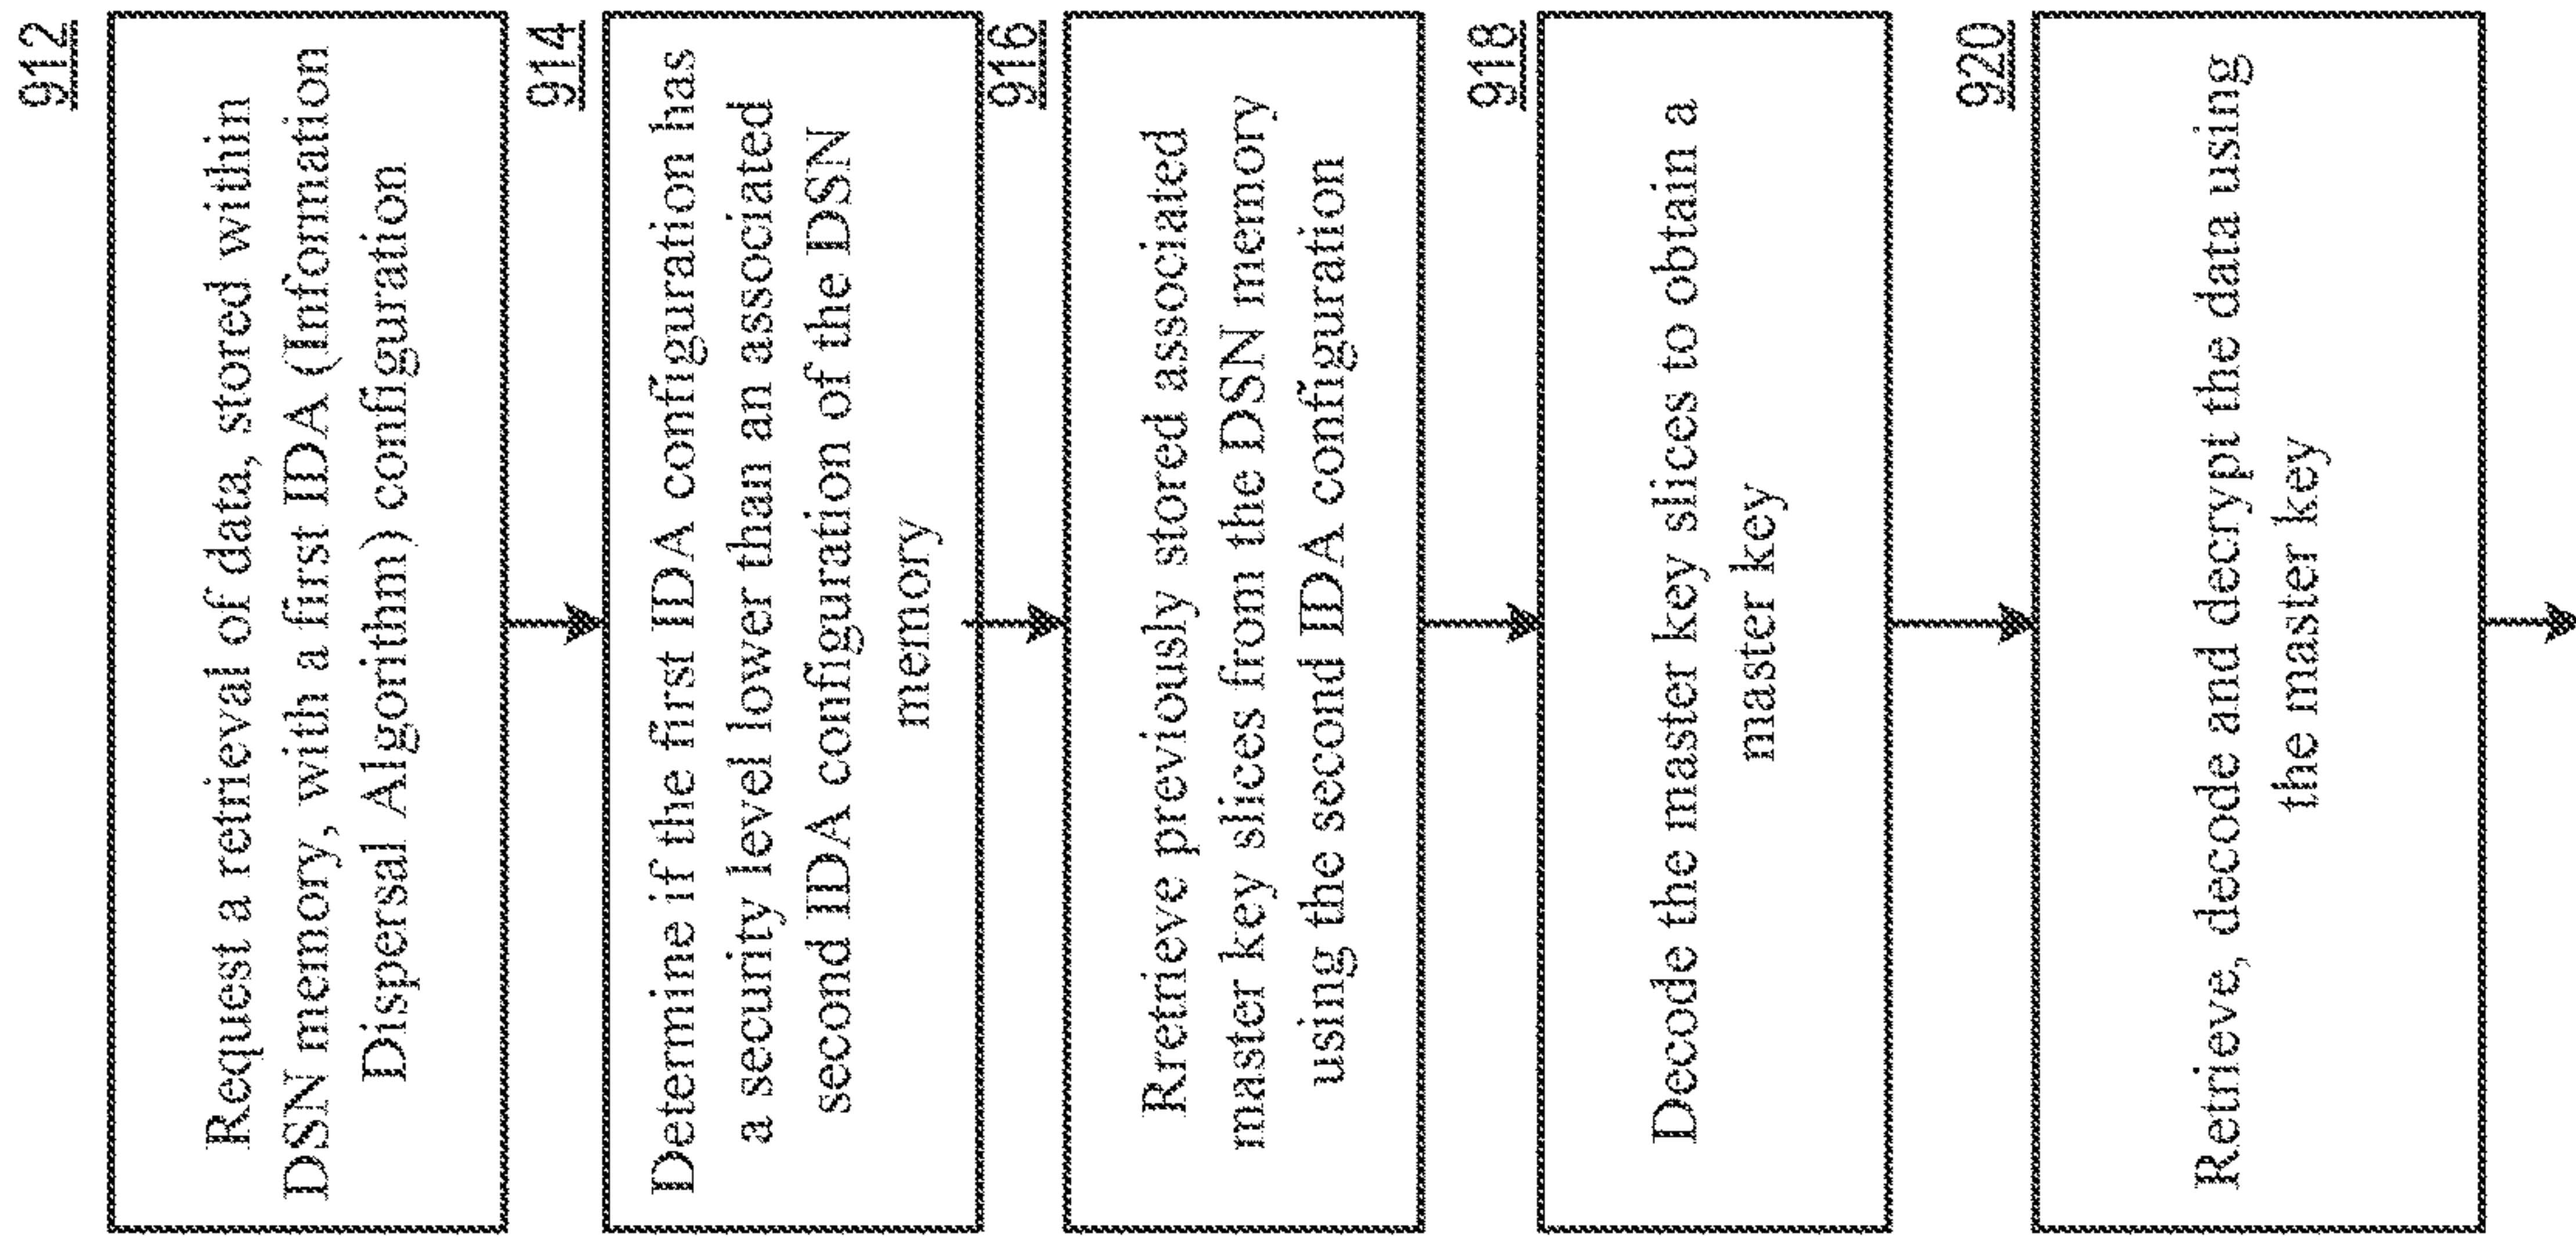 912
Request a retrieval of data, stored within
DSN memory, with a first IDA (Information
Dispersal Algorithm) configuration
914
Determine if the first IDA configuration has
a security level lower than an associated
second IDA configuration of the DSN
memory
916
Rretrieve previously stored associated
master key slices from the DSN memory
using the second IDA configuration
918
Decode the master key slices to obtain a
master key
920
Retrieve, decode and decrypt the data using
the master key